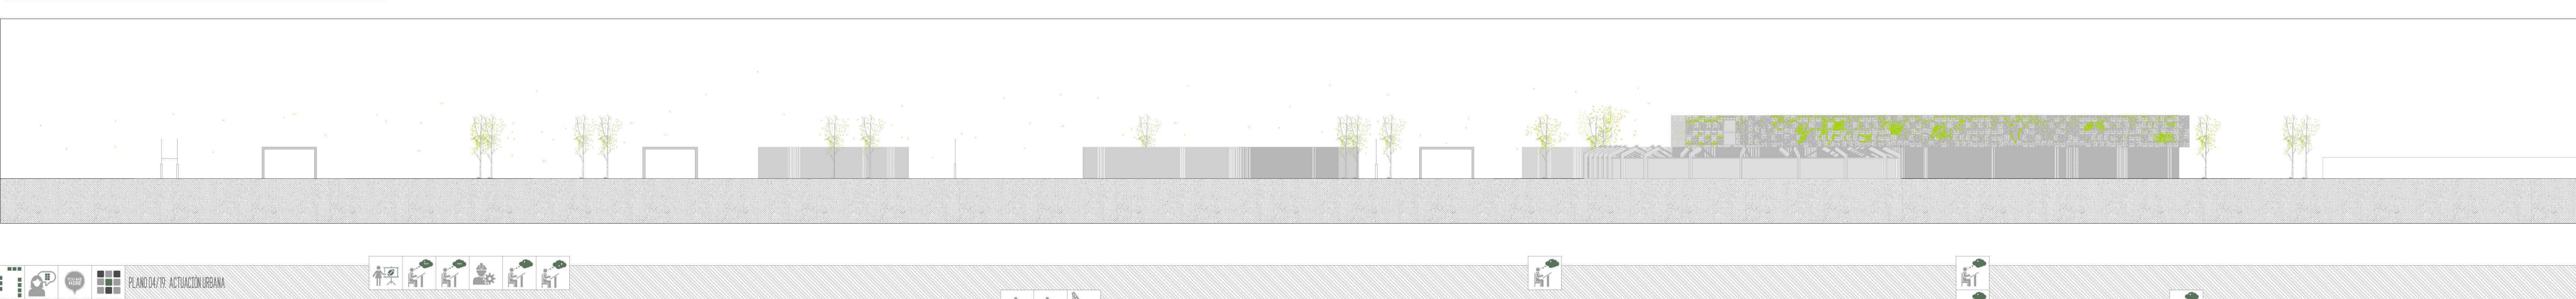 PLANO 04/19: ACTUACIÓN URBANA